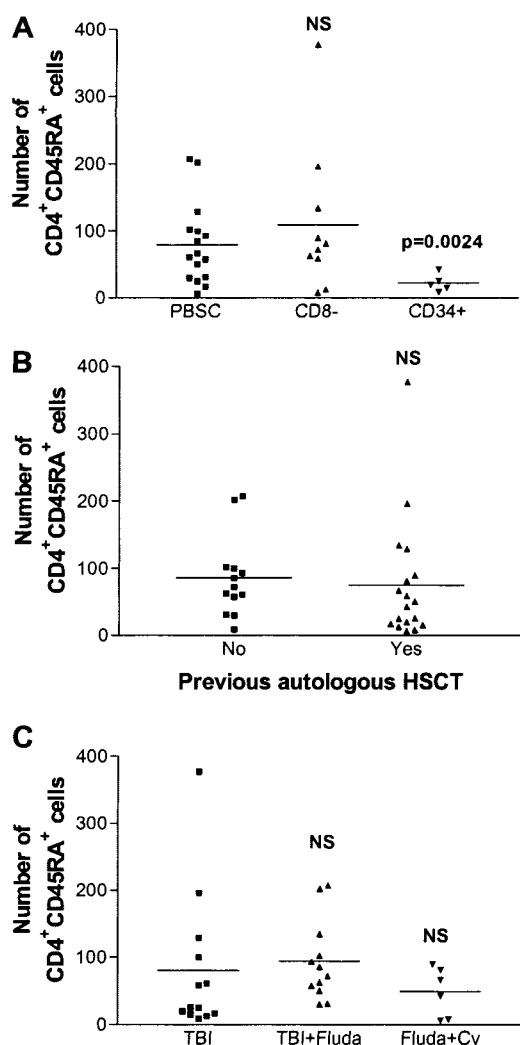 A
Number of
CD4+CD45RA+ cells
400
300
200
100
0
NS
p=0.0024
PBSC CD8- CD34+
B
Number of
CD4+CD45RA+ cells
400
300
200
100
0
NS
No Yes
Previous autologous HSCT
C
Number of
CD4+CD45RA+ cells
400
300
200
100
0
NS
NS
TBI TBI+Fluda Fluda+Cy